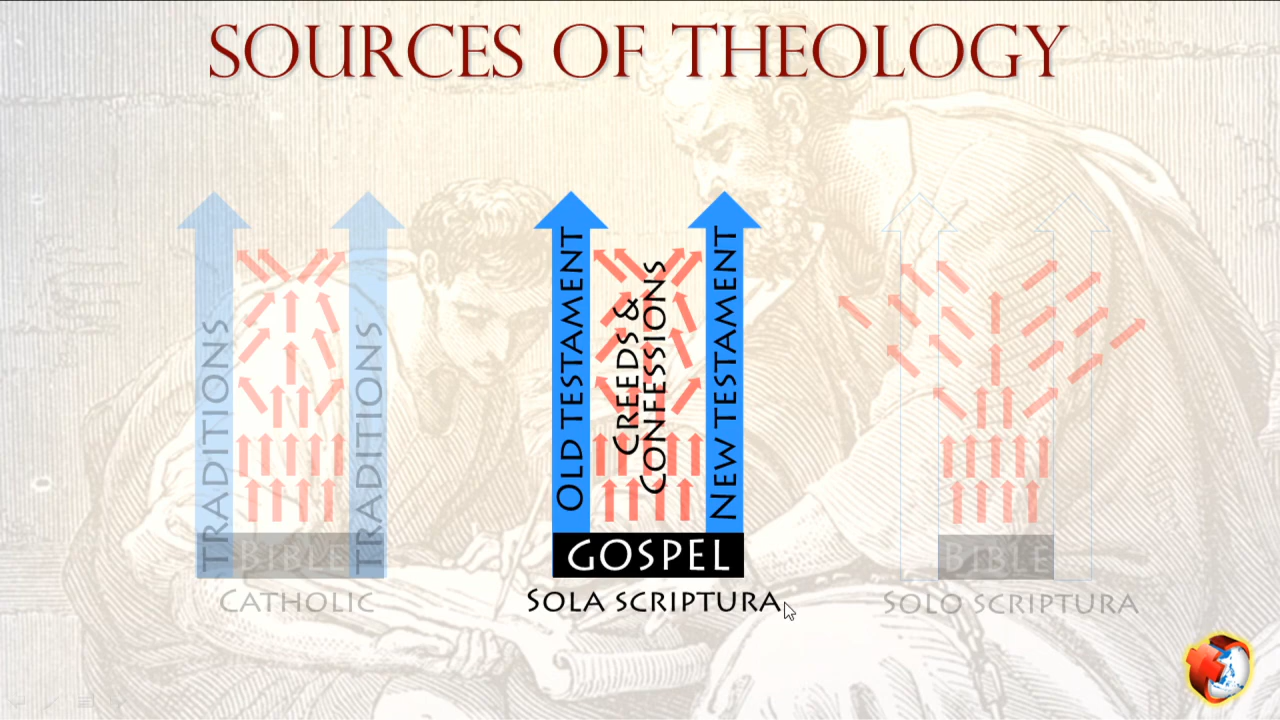 SOURCES OF THEOLOGY
TRADITIONS
TRADITIONS
BIBLE
CATHOLIC
OLD TESTAMENT
CREEDS &
CONFESSIONS
NEW TESTAMENT
GOSPEL
SOLA SCRIPTURA
BIBLE
SOLO SCRIPTURA